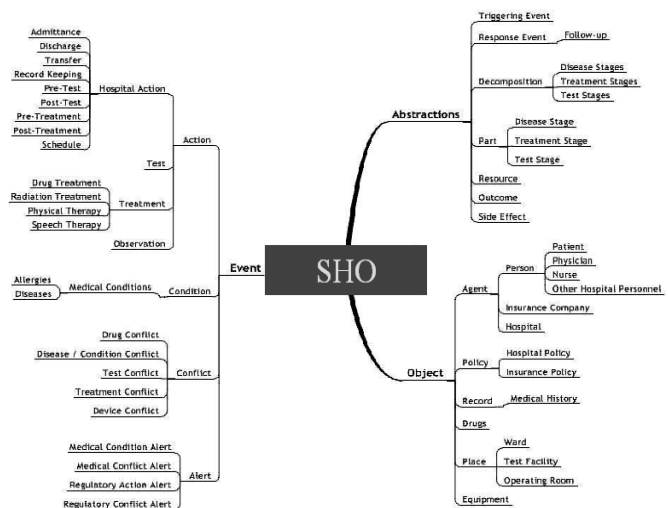 SHO
Event
Action
Hospital Action
Admittance
Discharge
Transfer
Record Keeping
Pre-Test
Post-Test
Pre-Treatment
Post-Treatment
Schedule
Test
Treatment
Drug Treatment
Radiation Treatment
Physical Therapy
Speech Therapy
Observation
Condition
Medical Conditions
Allergies
Diseases
Conflict
Drug Conflict
Disease / Condition Conflict
Test Conflict
Treatment Conflict
Device Conflict
Alert
Medical Condition Alert
Medical Conflict Alert
Regulatory Action Alert
Regulatory Conflict Alert
Abstractions
Triggering Event
Response Event
Follow-up
Decomposition
Disease Stages
Treatment Stages
Test Stages
Part
Disease Stage
Treatment Stage
Test Stage
Resource
Outcome
Side Effect
Object
Agent
Person
Patient
Physician
Nurse
Other Hospital Personnel
Insurance Company
Hospital
Policy
Hospital Policy
Insurance Policy
Record
Medical History
Drugs
Place
Ward
Test Facility
Operating Room
Equipment